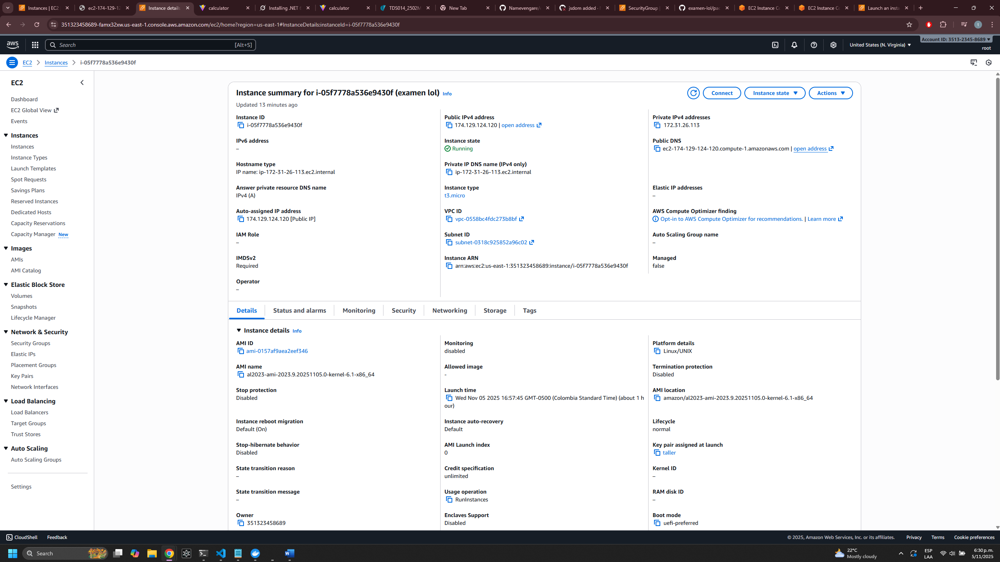 Instances | EC2
ec2-174-129-12
Instance details
calculator
Installing .NET 6
calculator
TDS014_2502M
New Tab
Namevengare/
jsdom added ·
SecurityGroup |
examen-lol/pac
EC2 Instance Co
EC2 Instance Co
Launch an insta
351323458689-famx32xw.us-east-1.console.aws.amazon.com/ec2/home?region=us-east-1#InstanceDetails:instanceId=i-05f7778a536e9430f
t
aws
Search
[Alt+S]
United States (N. Virginia)
Account ID: 3513-2345-8689
root
EC2
Instances
i-05f7778a536e9430f
EC2
Dashboard
EC2 Global View
Events
Instances
Instances
Instance Types
Launch Templates
Spot Requests
Savings Plans
Reserved Instances
Dedicated Hosts
Capacity Reservations
Capacity Manager New
Images
AMIs
AMI Catalog
Elastic Block Store
Volumes
Snapshots
Lifecycle Manager
Network & Security
Security Groups
Elastic IPs
Placement Groups
Key Pairs
Network Interfaces
Load Balancing
Load Balancers
Target Groups
Trust Stores
Auto Scaling
Auto Scaling Groups
Settings
Instance summary for i-05f7778a536e9430f (examen lol) Info
Updated 13 minutes ago
Connect
Instance state
Actions
Instance ID
i-05f7778a536e9430f
Public IPv4 address
174.129.124.120 | open address
Private IPv4 addresses
172.31.26.113
IPv6 address
–
Instance state
Running
Public DNS
ec2-174-129-124-120.compute-1.amazonaws.com | open address
Hostname type
IP name: ip-172-31-26-113.ec2.internal
Private IP DNS name (IPv4 only)
ip-172-31-26-113.ec2.internal
Answer private resource DNS name
IPv4 (A)
Instance type
t3.micro
Elastic IP addresses
–
Auto-assigned IP address
174.129.124.120 [Public IP]
VPC ID
vpc-0558bc4fdc273b8bf
AWS Compute Optimizer finding
Opt-in to AWS Compute Optimizer for recommendations. | Learn more
IAM Role
–
Subnet ID
subnet-0318c925852a96c02
Auto Scaling Group name
–
IMDSv2
Required
Instance ARN
arn:aws:ec2:us-east-1:351323458689:instance/i-05f7778a536e9430f
Managed
false
Operator
–
Details
Status and alarms
Monitoring
Security
Networking
Storage
Tags
Instance details Info
AMI ID
ami-0157af9aea2eef346
Monitoring
disabled
Platform details
Linux/UNIX
AMI name
al2023-ami-2023.9.20251105.0-kernel-6.1-x86_64
Allowed image
-
Termination protection
Disabled
Stop protection
Disabled
Launch time
Wed Nov 05 2025 16:57:45 GMT-0500 (Colombia Standard Time) (about 1 h
our)
AMI location
amazon/al2023-ami-2023.9.20251105.0-kernel-6.1-x86_64
Instance reboot migration
Default (On)
Instance auto-recovery
Default
Lifecycle
normal
Stop-hibernate behavior
Disabled
AMI Launch index
0
Key pair assigned at launch
taller
State transition reason
–
Credit specification
unlimited
Kernel ID
–
State transition message
–
Usage operation
RunInstances
RAM disk ID
–
Owner
351323458689
Enclaves Support
Disabled
Boot mode
uefi-preferred
CloudShell
Feedback
© 2025, Amazon Web Services, Inc. or its affiliates.
Privacy
Terms
Cookie preferences
Search
22°C
Mostly cloudy
ESP
LAA
6:30 p. m.
5/11/2025